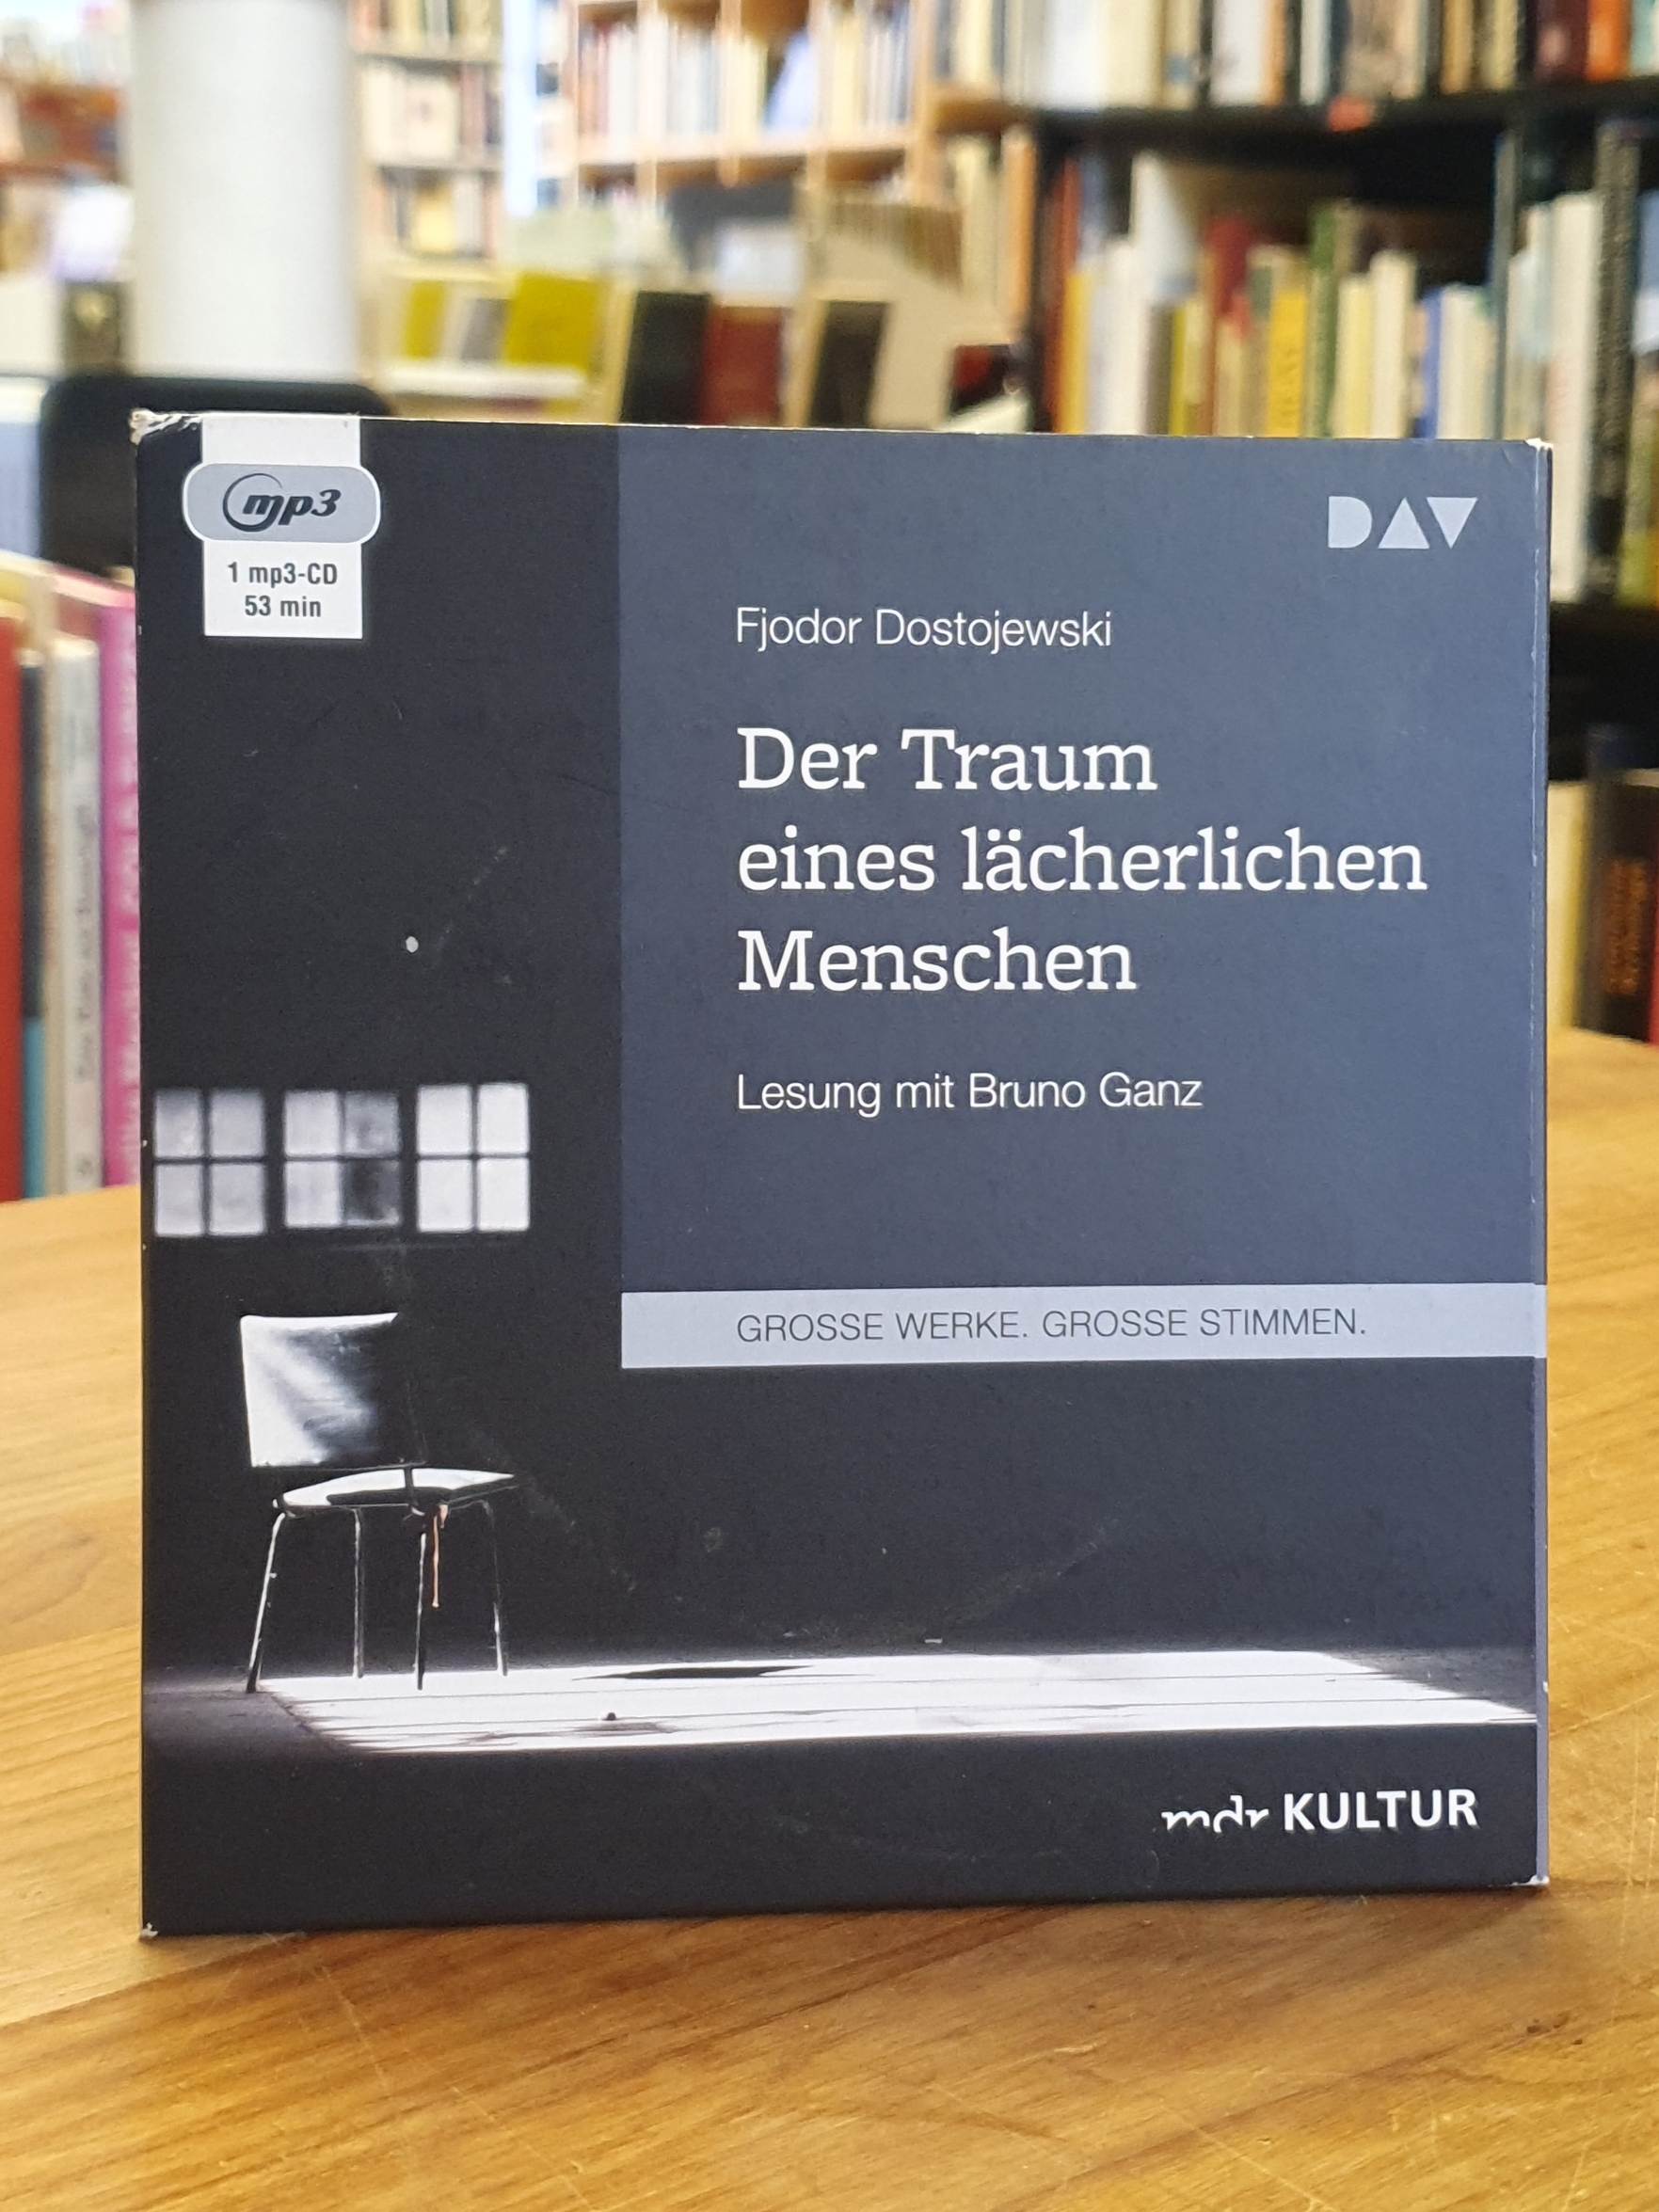 mp3
1 mp3-CD
53 min
DAV
Fjodor Dostojewski
Der Traum
eines lächerlichen
Menschen
Lesung mit Bruno Ganz
GROSSE WERKE. GROSSE STIMMEN.
mdr KULTUR